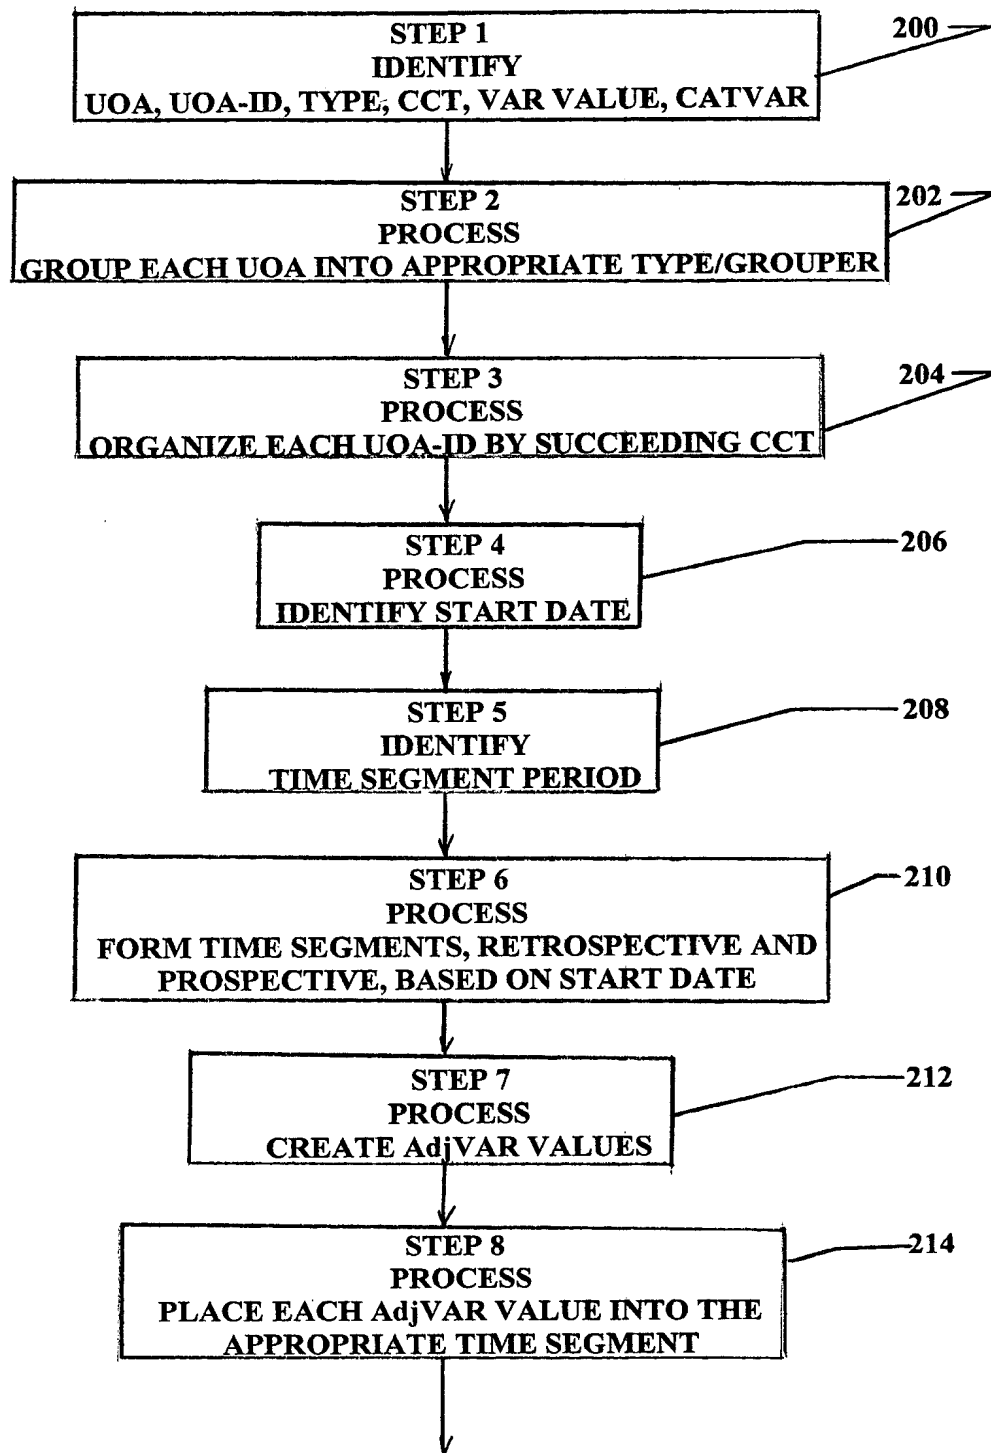 STEP 1
200
IDENTIFY
UOA, UOA-ID, TYPE, CCT, VAR VALUE, CATVAR
STEP 2
202
PROCESS
GROUP EACH UOA INTO APPROPRIATE TYPE/GROUPER
STEP 3
204
PROCESS
ORGANIZE EACH UOA-ID BY SUCCEEDING CCT
STEP 4
206
PROCESS
IDENTIFY START DATE
STEP 5
208
IDENTIFY
TIME SEGMENT PERIOD
STEP 6
210
PROCESS
FORM TIME SEGMENTS, RETROSPECTIVE AND
PROSPECTIVE, BASED ON START DATE
STEP 7
212
PROCESS
CREATE AdjVAR VALUES
STEP 8
214
PROCESS
PLACE EACH AdjVAR VALUE INTO THE
APPROPRIATE TIME SEGMENT